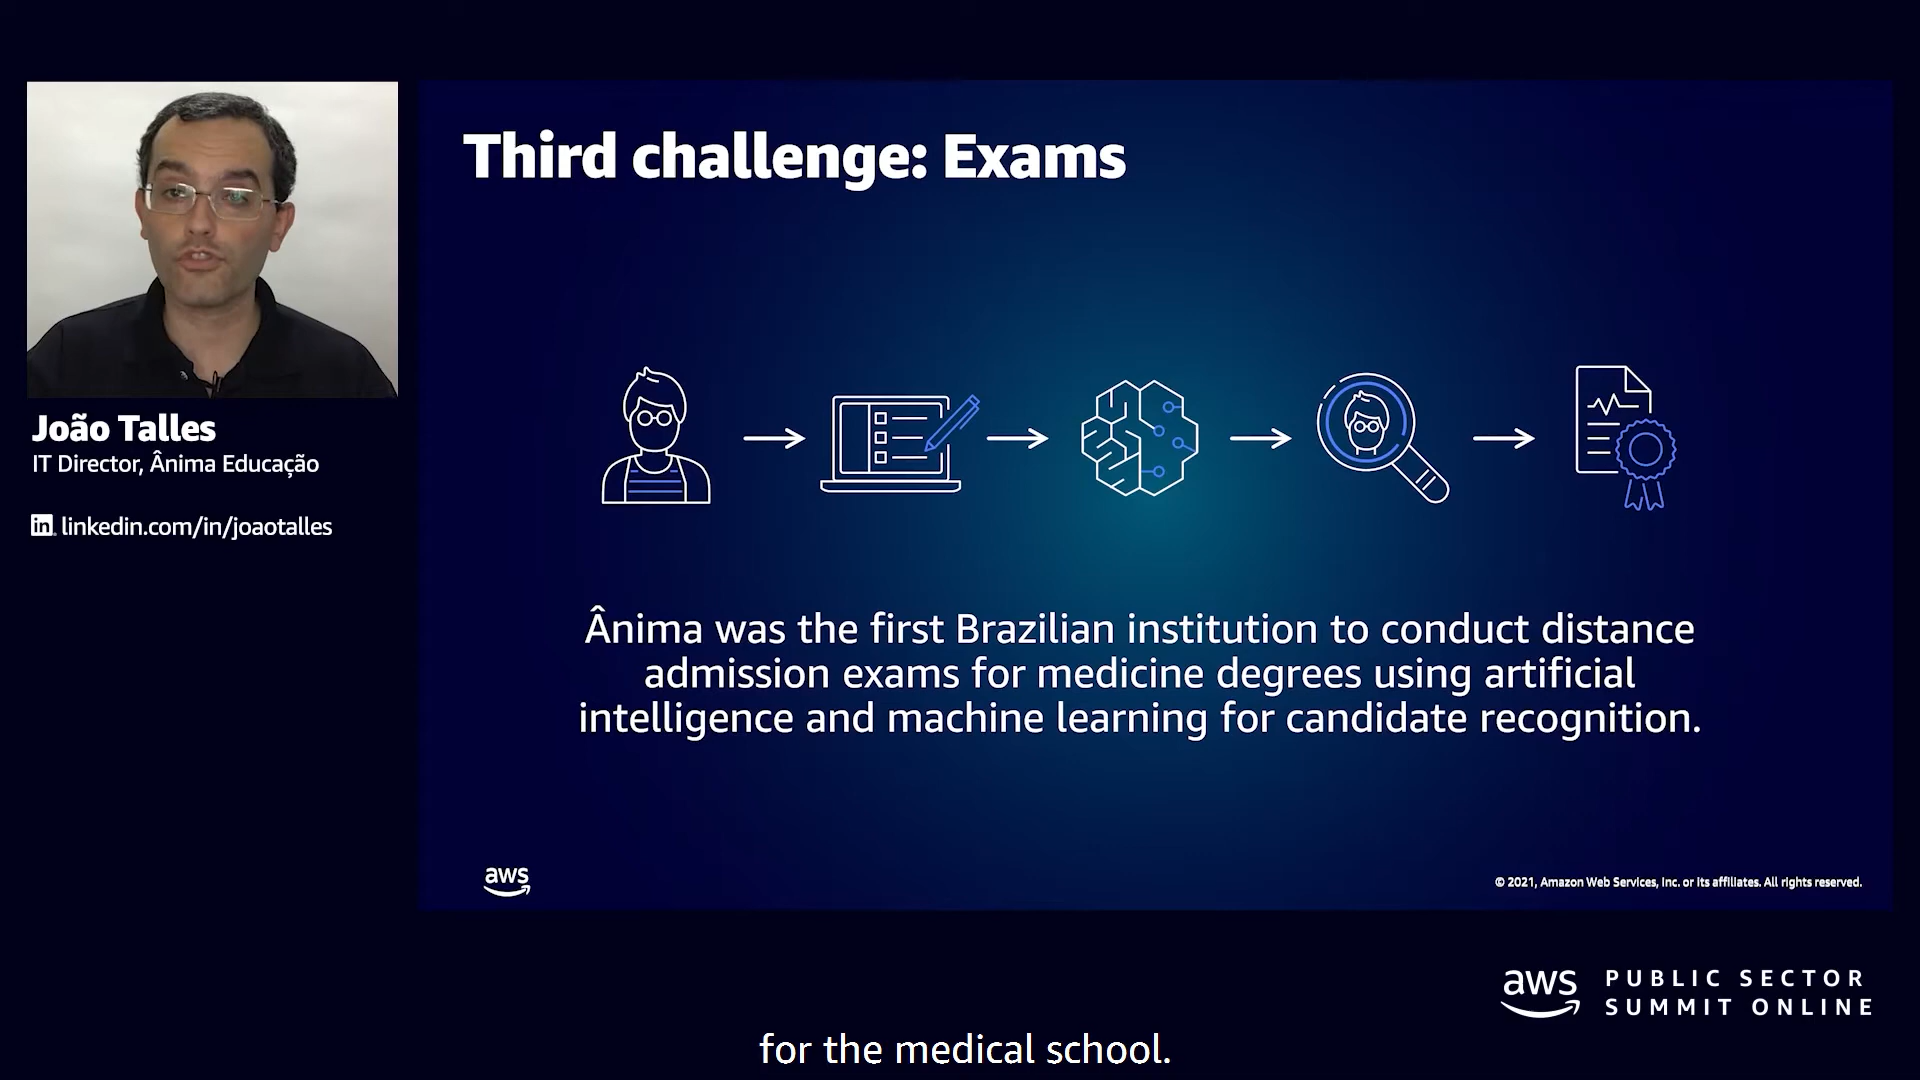 Third challenge: Exams
João Talles
IT Director, Ânima Educação
in linkedin.com/in/joaotalles
Ânima was the first Brazilian institution to conduct distance
admission exams for medicine degrees using artificial
intelligence and machine learning for candidate recognition.
aws
© 2021, Amazon Web Services, Inc. or its affiliates. All rights reserved.
aws PUBLIC SECTOR
SUMMIT ONLINE
for the medical school.